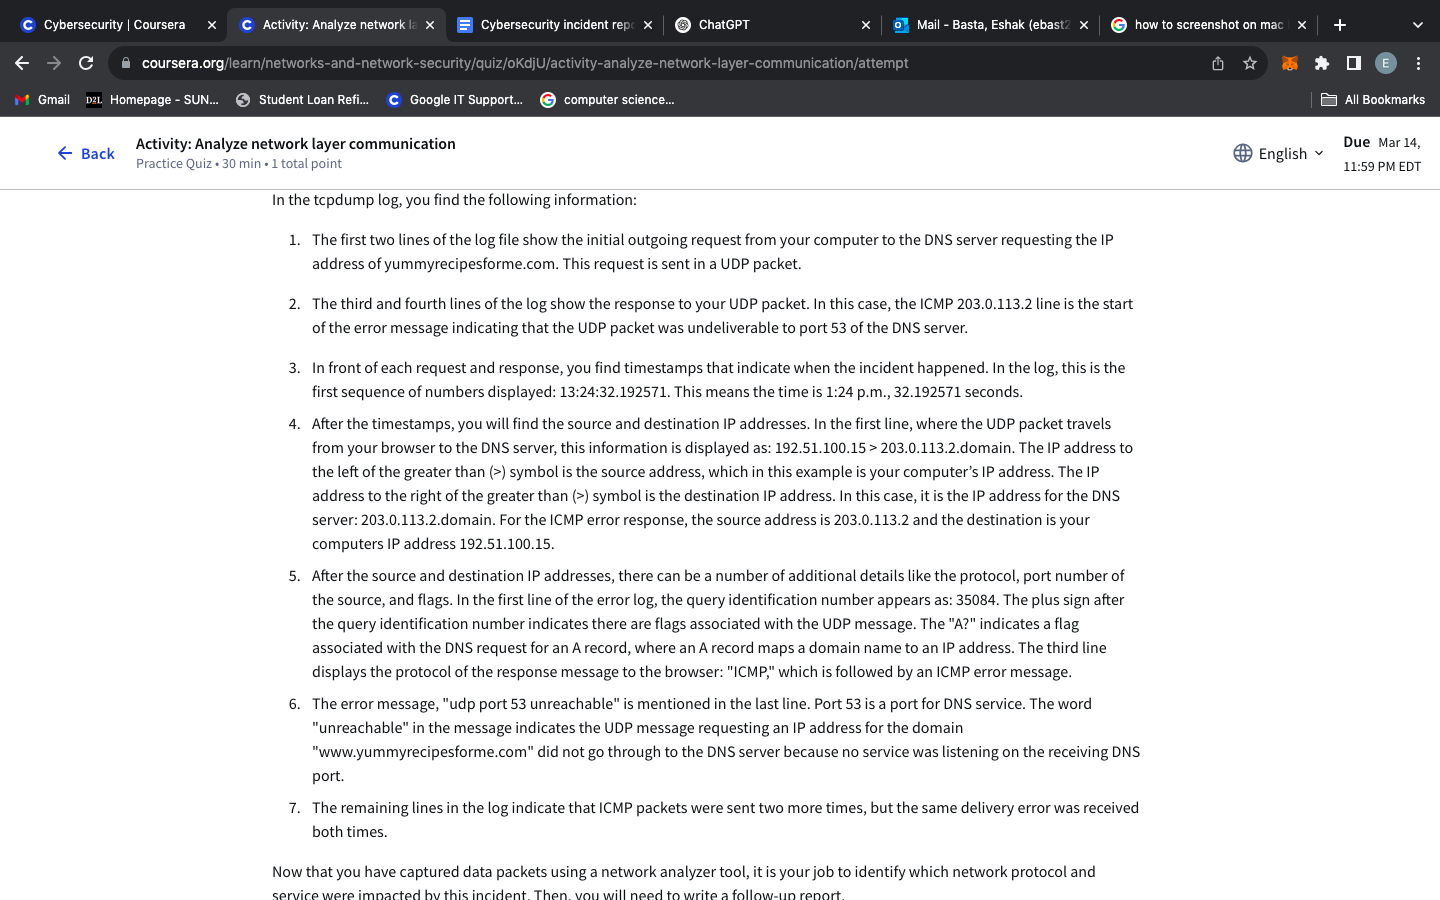 Cybersecurity | Coursera
Activity: Analyze network la
Cybersecurity incident repo
ChatGPT
Mail - Basta, Eshak (ebast2
how to screenshot on mac
coursera.org/learn/networks-and-network-security/quiz/oKdjU/activity-analyze-network-layer-communication/attempt
E
Gmail
D2L Homepage - SUN...
Student Loan Refi...
Google IT Support...
computer science...
All Bookmarks
Back
Activity: Analyze network layer communication
Practice Quiz • 30 min • 1 total point
English
Due Mar 14,
11:59 PM EDT
In the tcpdump log, you find the following information:
1. The first two lines of the log file show the initial outgoing request from your computer to the DNS server requesting the IP
address of yummyrecipesforme.com. This request is sent in a UDP packet.
2. The third and fourth lines of the log show the response to your UDP packet. In this case, the ICMP 203.0.113.2 line is the start
of the error message indicating that the UDP packet was undeliverable to port 53 of the DNS server.
3. In front of each request and response, you find timestamps that indicate when the incident happened. In the log, this is the
first sequence of numbers displayed: 13:24:32.192571. This means the time is 1:24 p.m., 32.192571 seconds.
4. After the timestamps, you will find the source and destination IP addresses. In the first line, where the UDP packet travels
from your browser to the DNS server, this information is displayed as: 192.51.100.15 > 203.0.113.2.domain. The IP address to
the left of the greater than (>) symbol is the source address, which in this example is your computer’s IP address. The IP
address to the right of the greater than (>) symbol is the destination IP address. In this case, it is the IP address for the DNS
server: 203.0.113.2.domain. For the ICMP error response, the source address is 203.0.113.2 and the destination is your
computers IP address 192.51.100.15.
5. After the source and destination IP addresses, there can be a number of additional details like the protocol, port number of
the source, and flags. In the first line of the error log, the query identification number appears as: 35084. The plus sign after
the query identification number indicates there are flags associated with the UDP message. The "A?" indicates a flag
associated with the DNS request for an A record, where an A record maps a domain name to an IP address. The third line
displays the protocol of the response message to the browser: "ICMP," which is followed by an ICMP error message.
6. The error message, "udp port 53 unreachable" is mentioned in the last line. Port 53 is a port for DNS service. The word
"unreachable" in the message indicates the UDP message requesting an IP address for the domain
"www.yummyrecipesforme.com" did not go through to the DNS server because no service was listening on the receiving DNS
port.
7. The remaining lines in the log indicate that ICMP packets were sent two more times, but the same delivery error was received
both times.
Now that you have captured data packets using a network analyzer tool, it is your job to identify which network protocol and
service were impacted by this incident. Then, you will need to write a follow-up report.